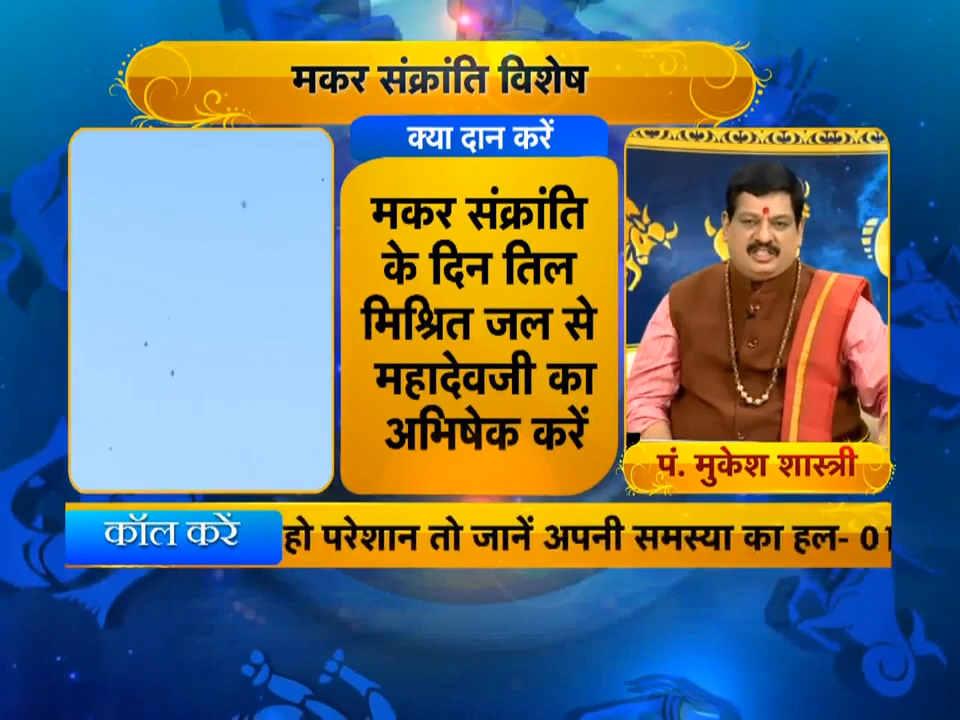 मकर संक्रांति विशेष
क्या दान करें
मकर संक्रांति
के दिन तिल
मिश्रित जल से
महादेवजी का
अभिषेक करें
पं. मुकेश शास्त्री
कॉल करें
हो परेशान तो जानें अपनी समस्या का हल- 01